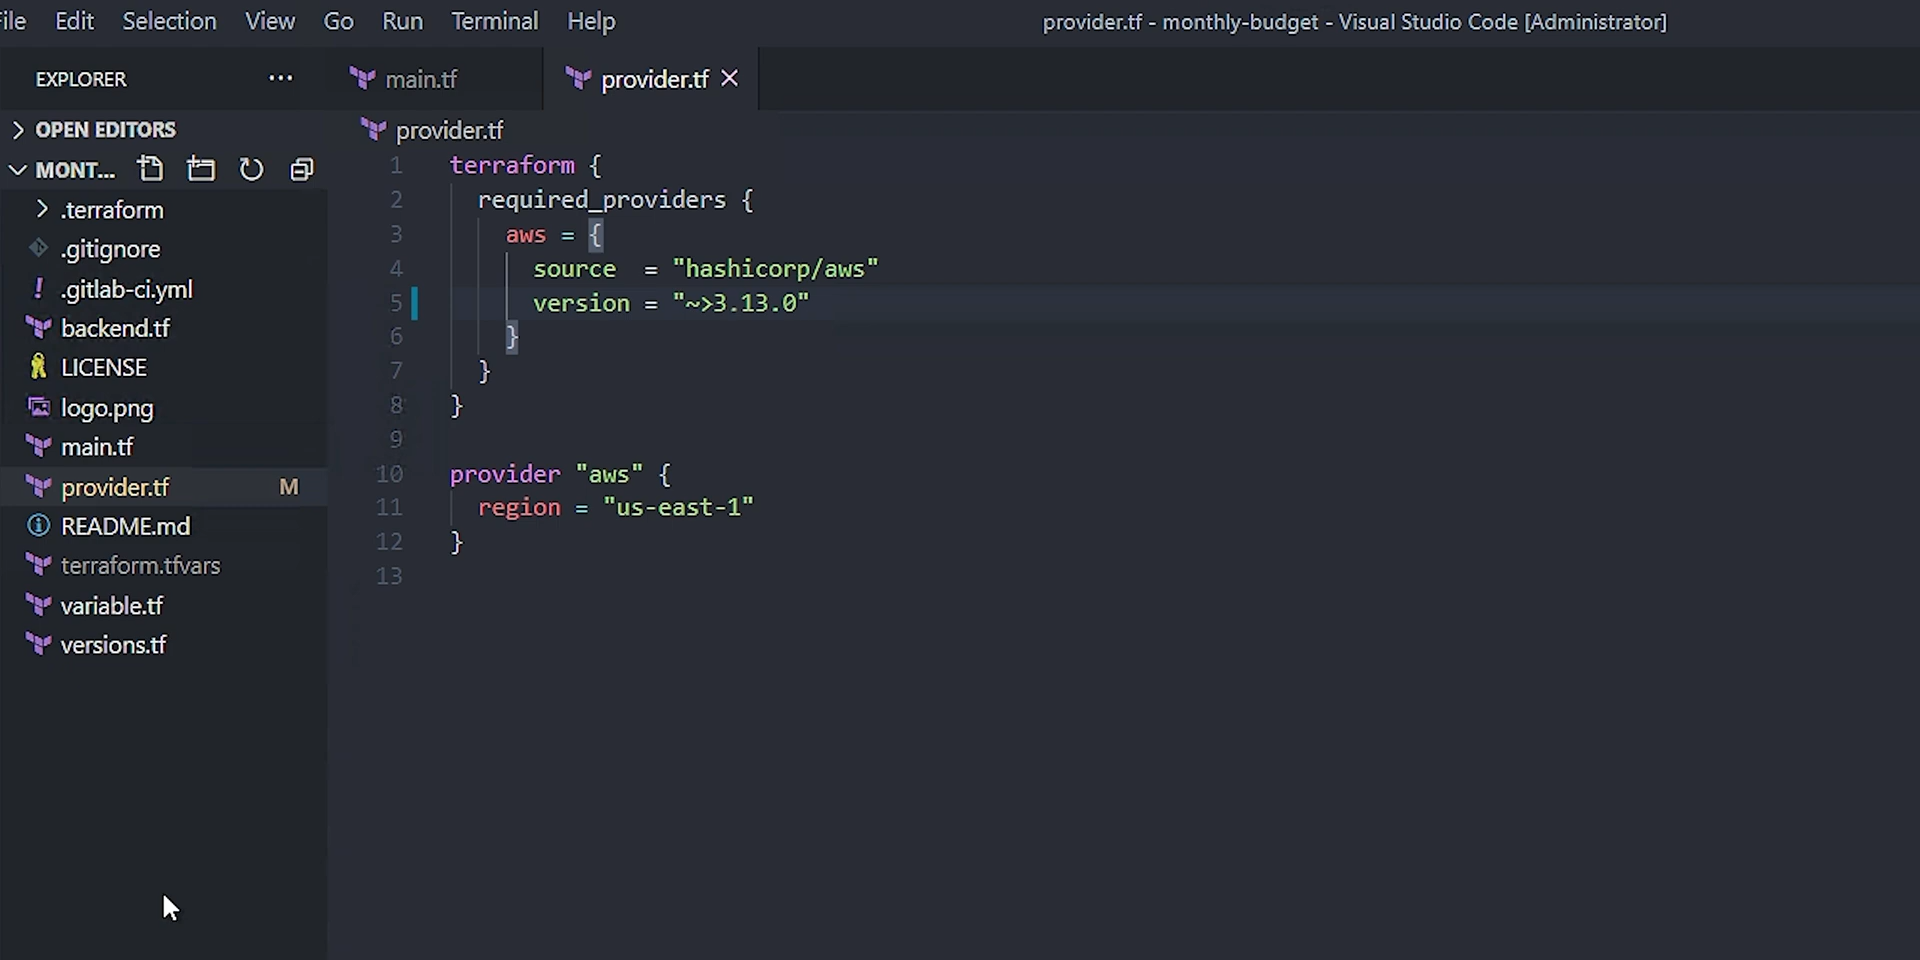 File Edit Selection View Go Run Terminal Help
provider.tf - monthly-budget - Visual Studio Code [Administrator]
EXPLORER ···
main.tf
provider.tf
OPEN EDITORS
MONT...
.terraform
.gitignore
.gitlab-ci.yml
backend.tf
LICENSE
logo.png
main.tf
provider.tf M
README.md
terraform.tfvars
variable.tf
versions.tf
provider.tf
1 terraform {
2 required_providers {
3 aws = {
4 source  = "hashicorp/aws"
5 version = "~>3.13.0"
6 }
7 }
8 }
9
10 provider "aws" {
11 region = "us-east-1"
12 }
13